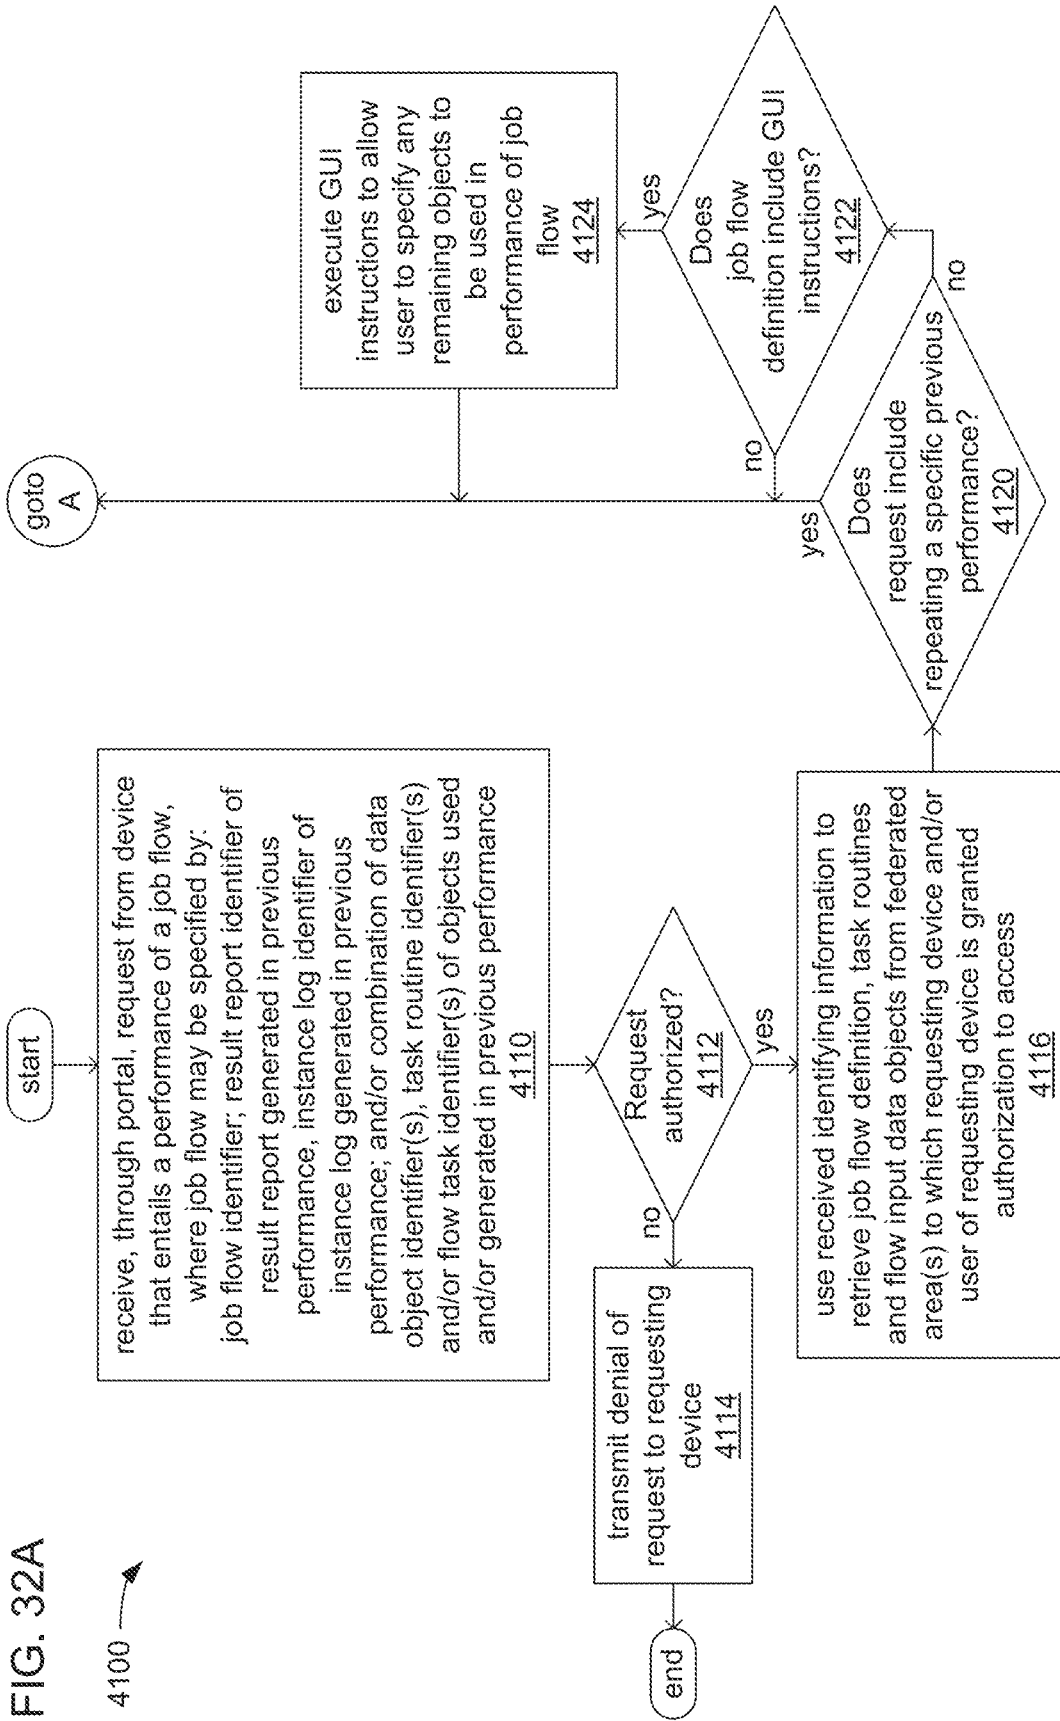 FIG. 32A
4100
start
receive, through portal, request from device
that entails a performance of a job flow,
where job flow may be specified by:
job flow identifier; result report identifier of
result report generated in previous
performance, instance log identifier of
instance log generated in previous
performance; and/or combination of data
object identifier(s), task routine identifier(s)
and/or flow task identifier(s) of objects used
and/or generated in previous performance
4110
Request
authorized?
4112
no
yes
transmit denial of
request to requesting
device
4114
end
use received identifying information to
retrieve job flow definition, task routines
and flow input data objects from federated
area(s) to which requesting device and/or
user of requesting device is granted
authorization to access
4116
Does
request include
repeating a specific previous
performance?
4120
yes
no
Does
job flow
definition include GUI
instructions?
4122
no
yes
execute GUI
instructions to allow
user to specify any
remaining objects to
be used in
performance of job
flow
4124
goto
A